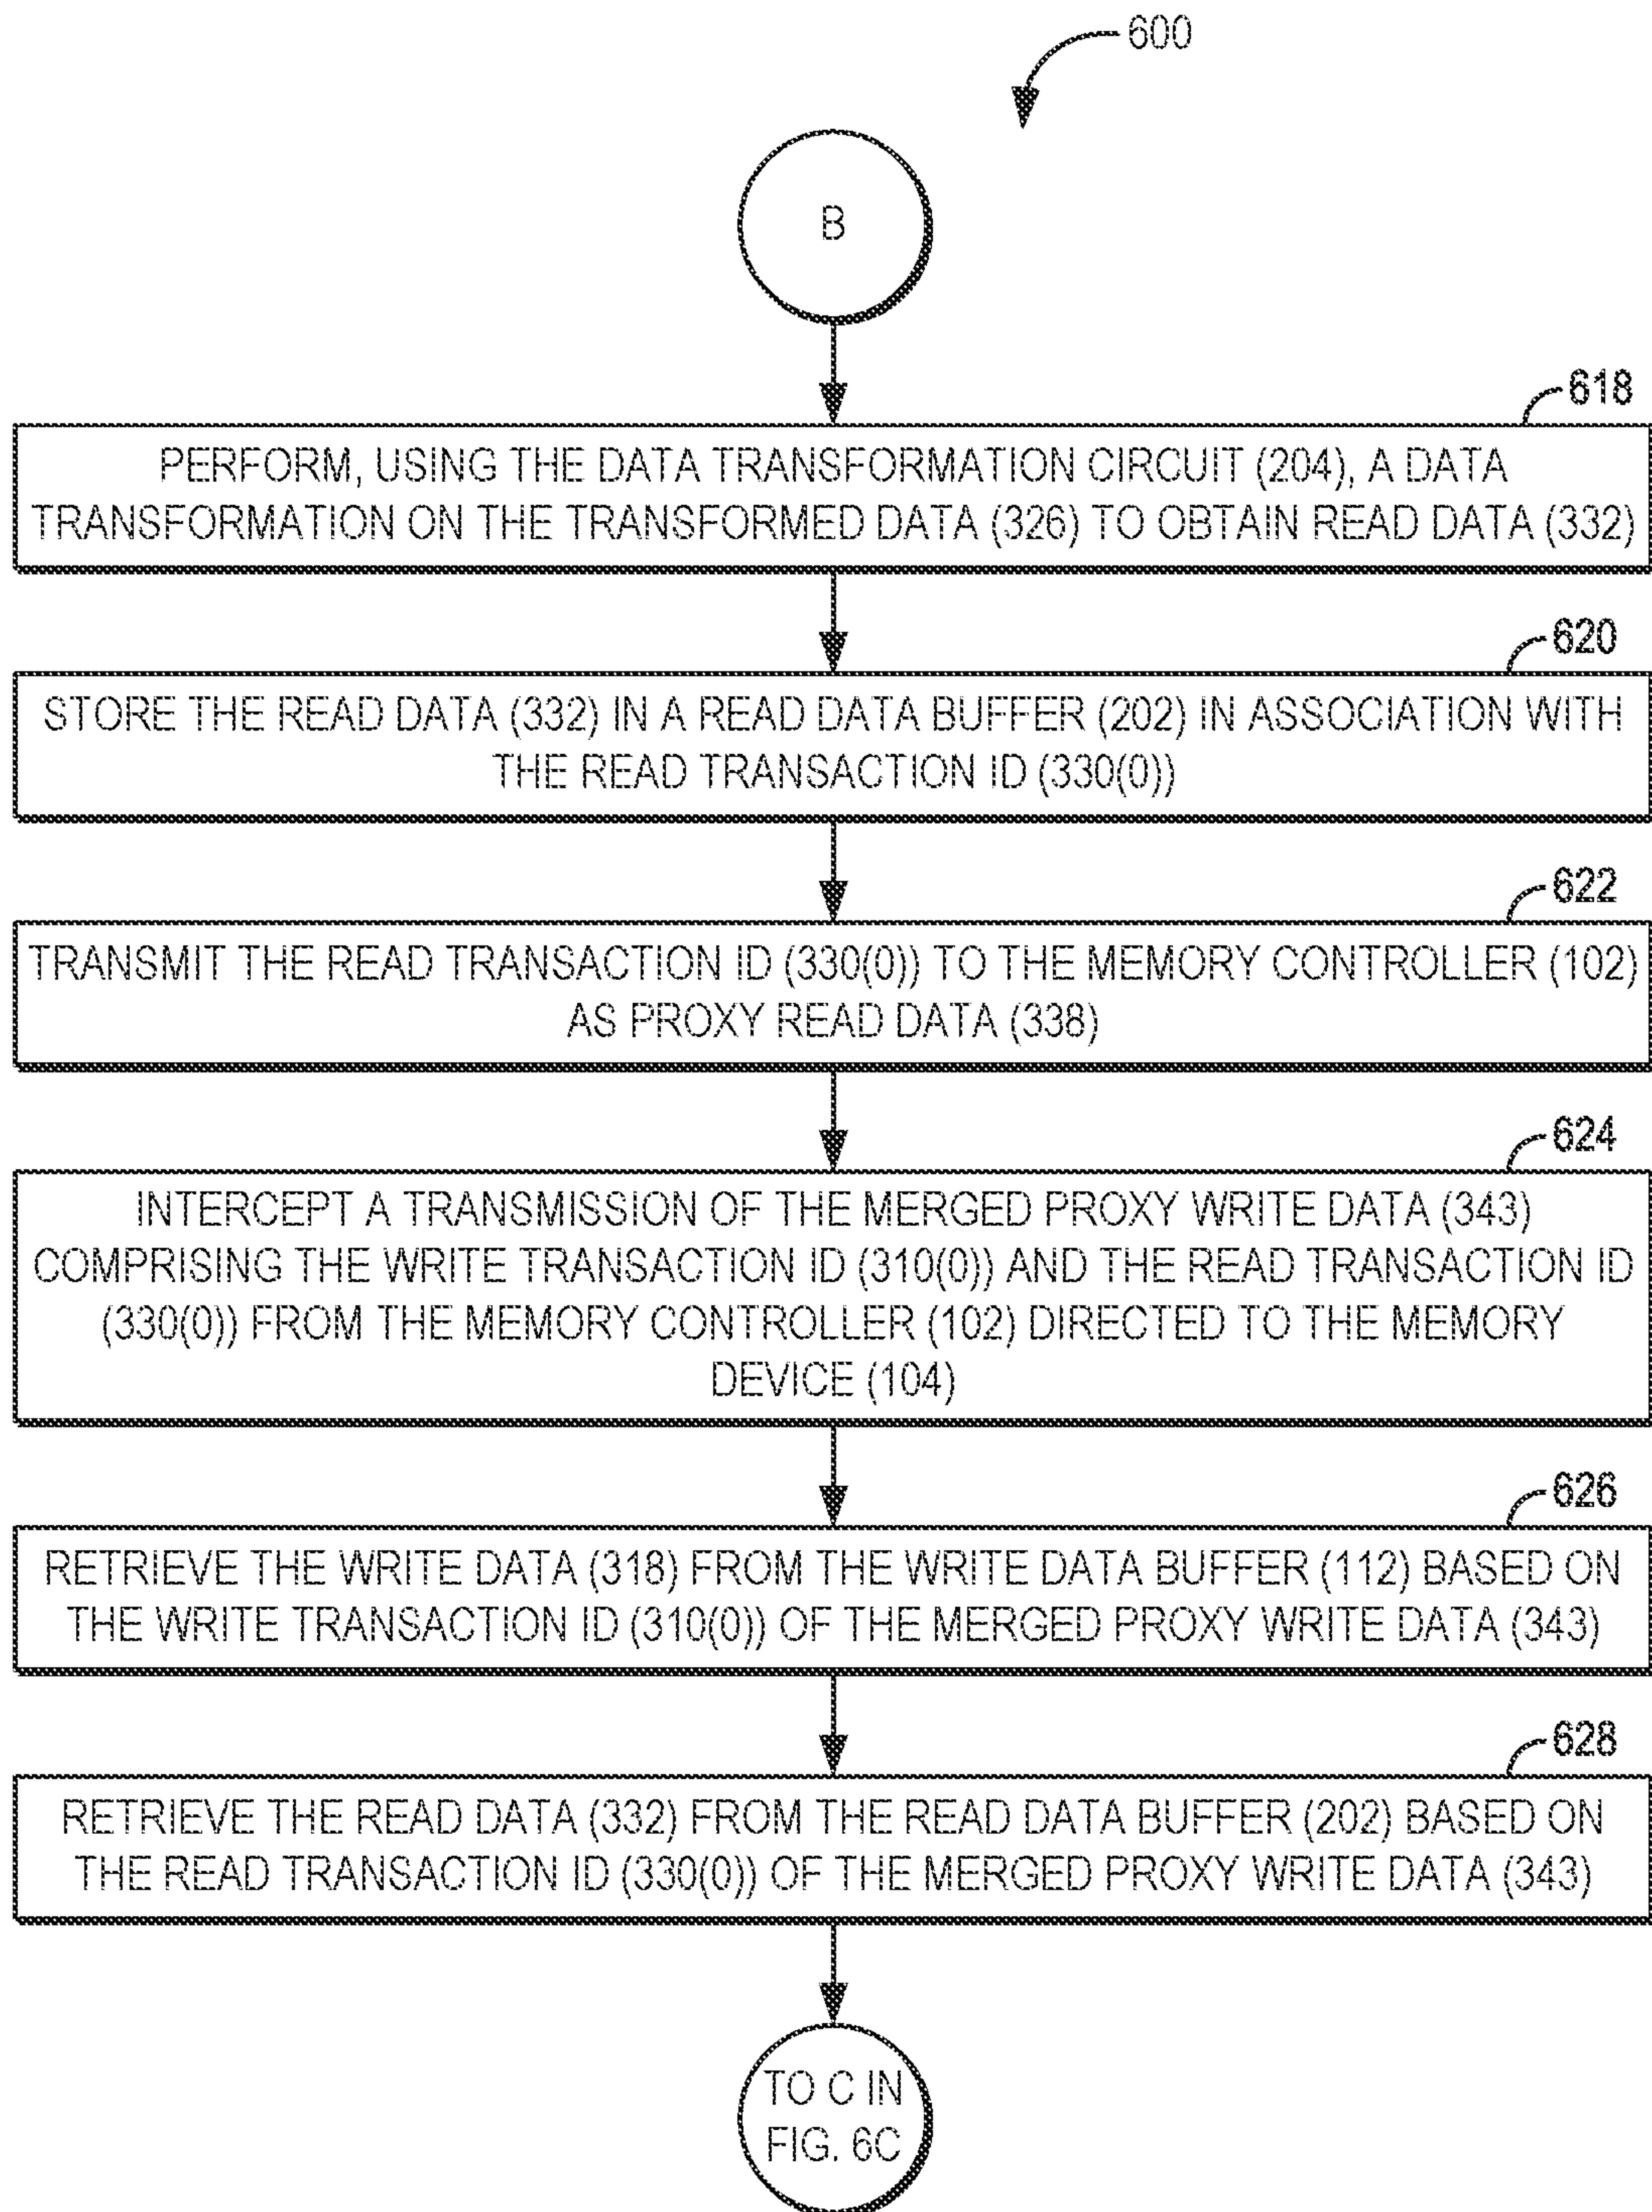 600
B
618
PERFORM, USING THE DATA TRANSFORMATION CIRCUIT (204), A DATA
TRANSFORMATION ON THE TRANSFORMED DATA (326) TO OBTAIN READ DATA (332)
620
STORE THE READ DATA (332) IN A READ DATA BUFFER (202) IN ASSOCIATION WITH
THE READ TRANSACTION ID (330(0))
622
TRANSMIT THE READ TRANSACTION ID (330(0)) TO THE MEMORY CONTROLLER (102)
AS PROXY READ DATA (338)
624
INTERCEPT A TRANSMISSION OF THE MERGED PROXY WRITE DATA (343)
COMPRISING THE WRITE TRANSACTION ID (310(0)) AND THE READ TRANSACTION ID
(330(0)) FROM THE MEMORY CONTROLLER (102) DIRECTED TO THE MEMORY
DEVICE (104)
626
RETRIEVE THE WRITE DATA (318) FROM THE WRITE DATA BUFFER (112) BASED ON
THE WRITE TRANSACTION ID (310(0)) OF THE MERGED PROXY WRITE DATA (343)
628
RETRIEVE THE READ DATA (332) FROM THE READ DATA BUFFER (202) BASED ON
THE READ TRANSACTION ID (330(0)) OF THE MERGED PROXY WRITE DATA (343)
TO C IN
FIG. 6C